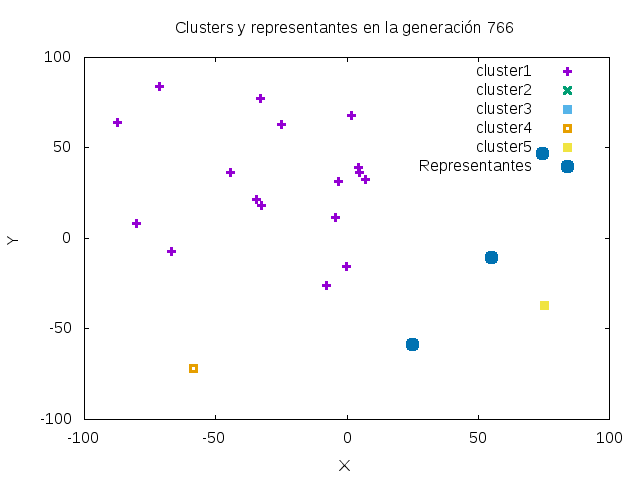 Clusters y representantes en la generación 766
cluster1
cluster2
cluster3
cluster4
cluster5
Representantes
100
50
0
-50
-100
Y
-100
-50
0
50
100
X